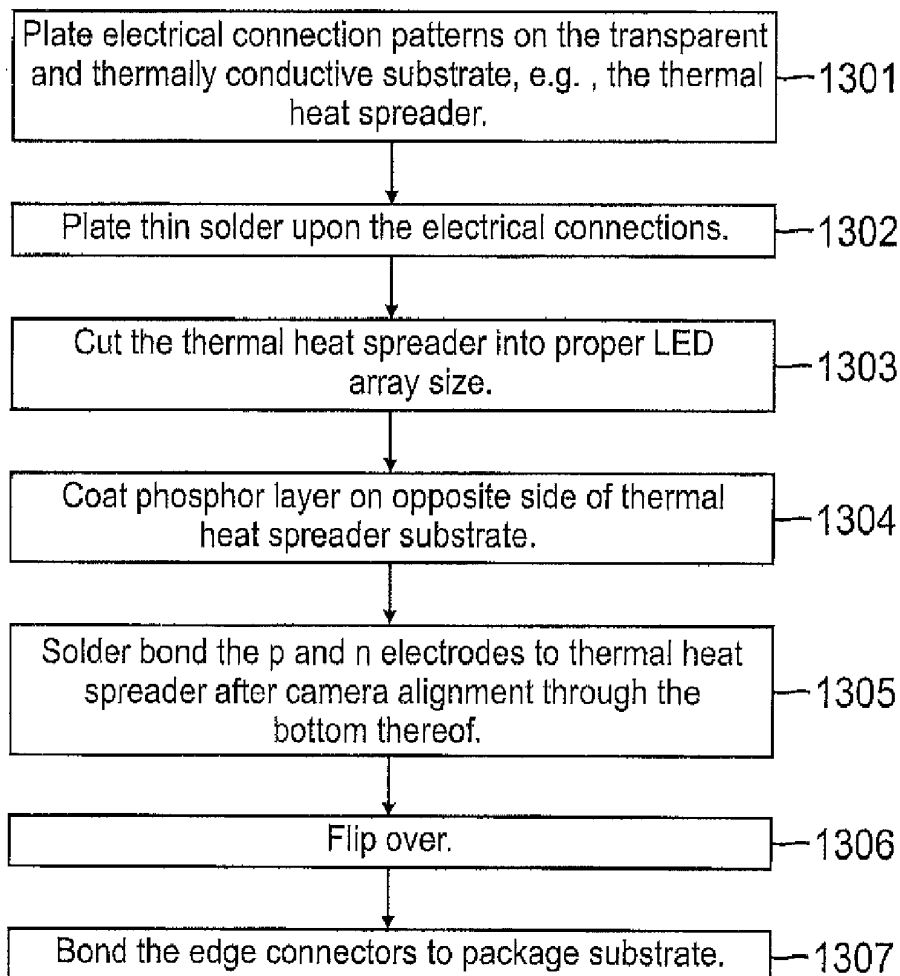 Plate electrical connection patterns on the transparent
and thermally conductive substrate, e.g. , the thermal
heat spreader.
1301
Plate thin solder upon the electrical connections.
1302
Cut the thermal heat spreader into proper LED
array size.
1303
Coat phosphor layer on opposite side of thermal
heat spreader substrate.
1304
Solder bond the p and n electrodes to thermal heat
spreader after camera alignment through the
bottom thereof.
1305
Flip over.
1306
Bond the edge connectors to package substrate.
1307